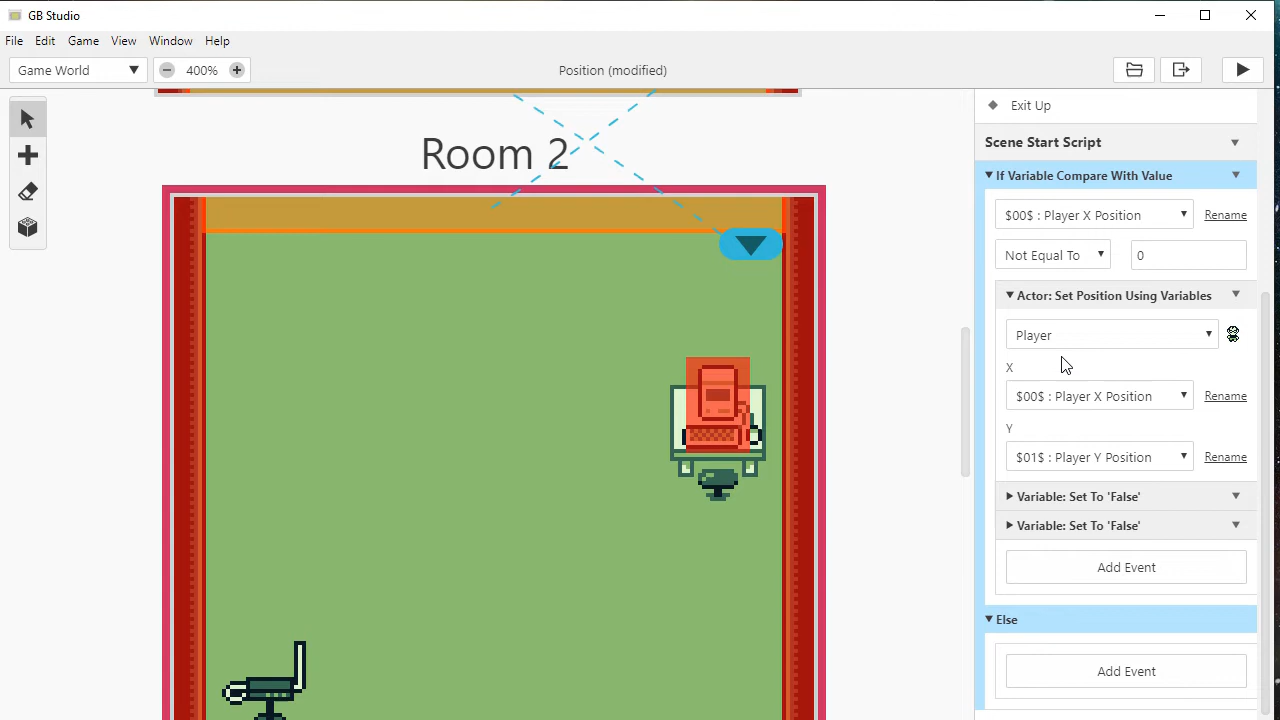 GB Studio
File Edit Game View Window Help
Game World 400% Position (modified)
Exit Up
Room 2
Scene Start Script
If Variable Compare With Value
$00$ : Player X Position Rename
Not Equal To 0
Actor: Set Position Using Variables
Player
X
$00$ : Player X Position Rename
Y
$01$ : Player Y Position Rename
Variable: Set To 'False'
Variable: Set To 'False'
Add Event
Else
Add Event